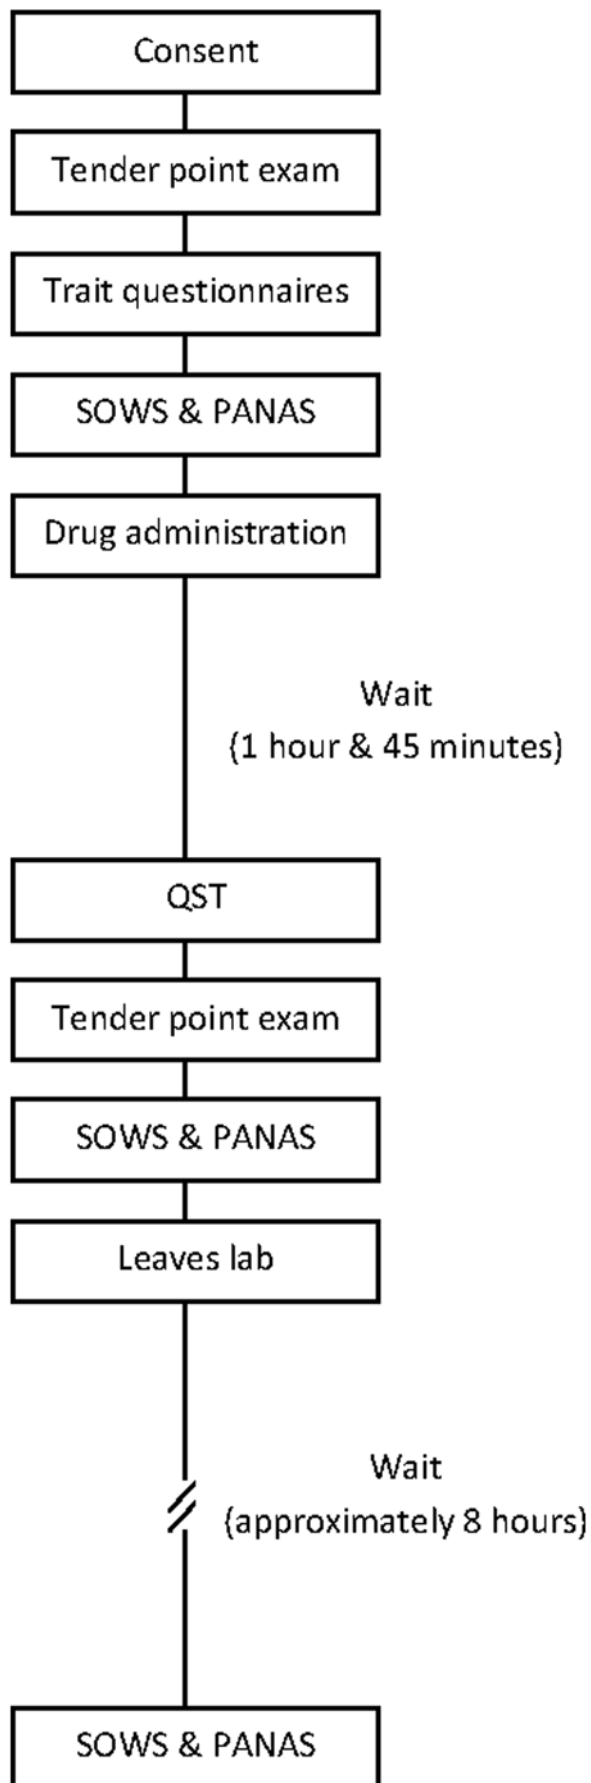 Consent
Tender point exam
Trait questionnaires
SOWS & PANAS
Drug administration
Wait
(1 hour & 45 minutes)
QST
Tender point exam
SOWS & PANAS
Leaves lab
Wait
(approximately 8 hours)
SOWS & PANAS